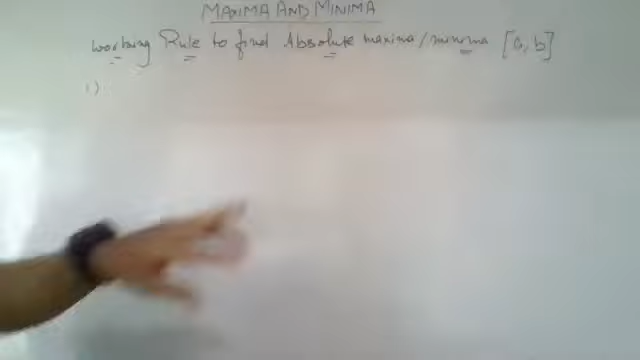 MAXIMA AND MINIMA
working Rule to find Absolute maxima/minima [a, b]
1)